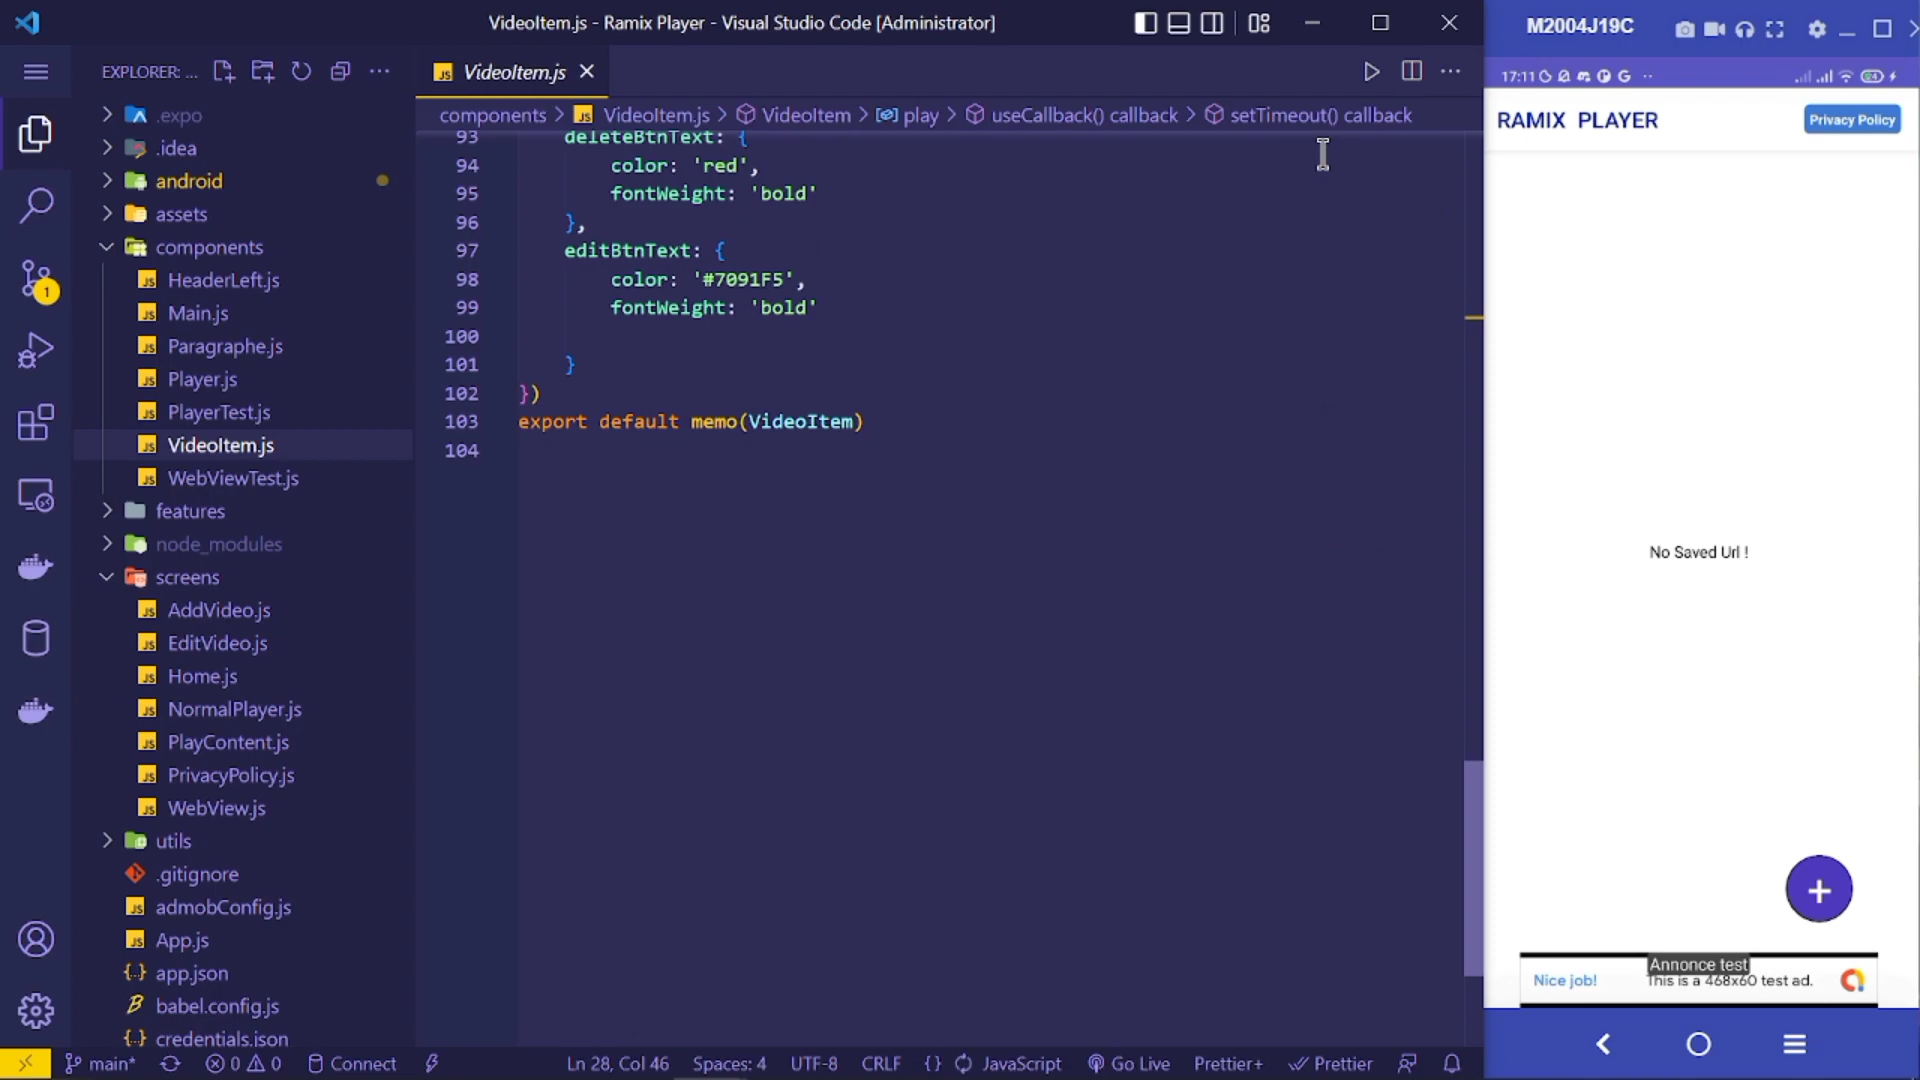 VideoItem.js - Ramix Player - Visual Studio Code [Administrator]
EXPLORER: ...
.expo
.idea
android
assets
components
HeaderLeft.js
Main.js
Paragraphe.js
Player.js
PlayerTest.js
VideoItem.js
WebViewTest.js
features
node_modules
screens
AddVideo.js
EditVideo.js
Home.js
NormalPlayer.js
PlayContent.js
PrivacyPolicy.js
WebView.js
utils
.gitignore
admobConfig.js
App.js
app.json
babel.config.js
credentials.json
1
VideoItem.js
components > VideoItem.js > VideoItem > play > useCallback() callback > setTimeout() callback
93 deleteBtnText: {
94 color: 'red',
95 fontWeight: 'bold'
96 },
97 editBtnText: {
98 color: '#7091F5',
99 fontWeight: 'bold'
100
101 }
102 })
103 export default memo(VideoItem)
104
main* 0 0 Connect Ln 28, Col 46 Spaces: 4 UTF-8 CRLF {} JavaScript Go Live Prettier+ Prettier
M2004J19C
17:11
RAMIX PLAYER
Privacy Policy
No Saved Url !
+
Annonce test
Nice job! This is a 468x60 test ad.